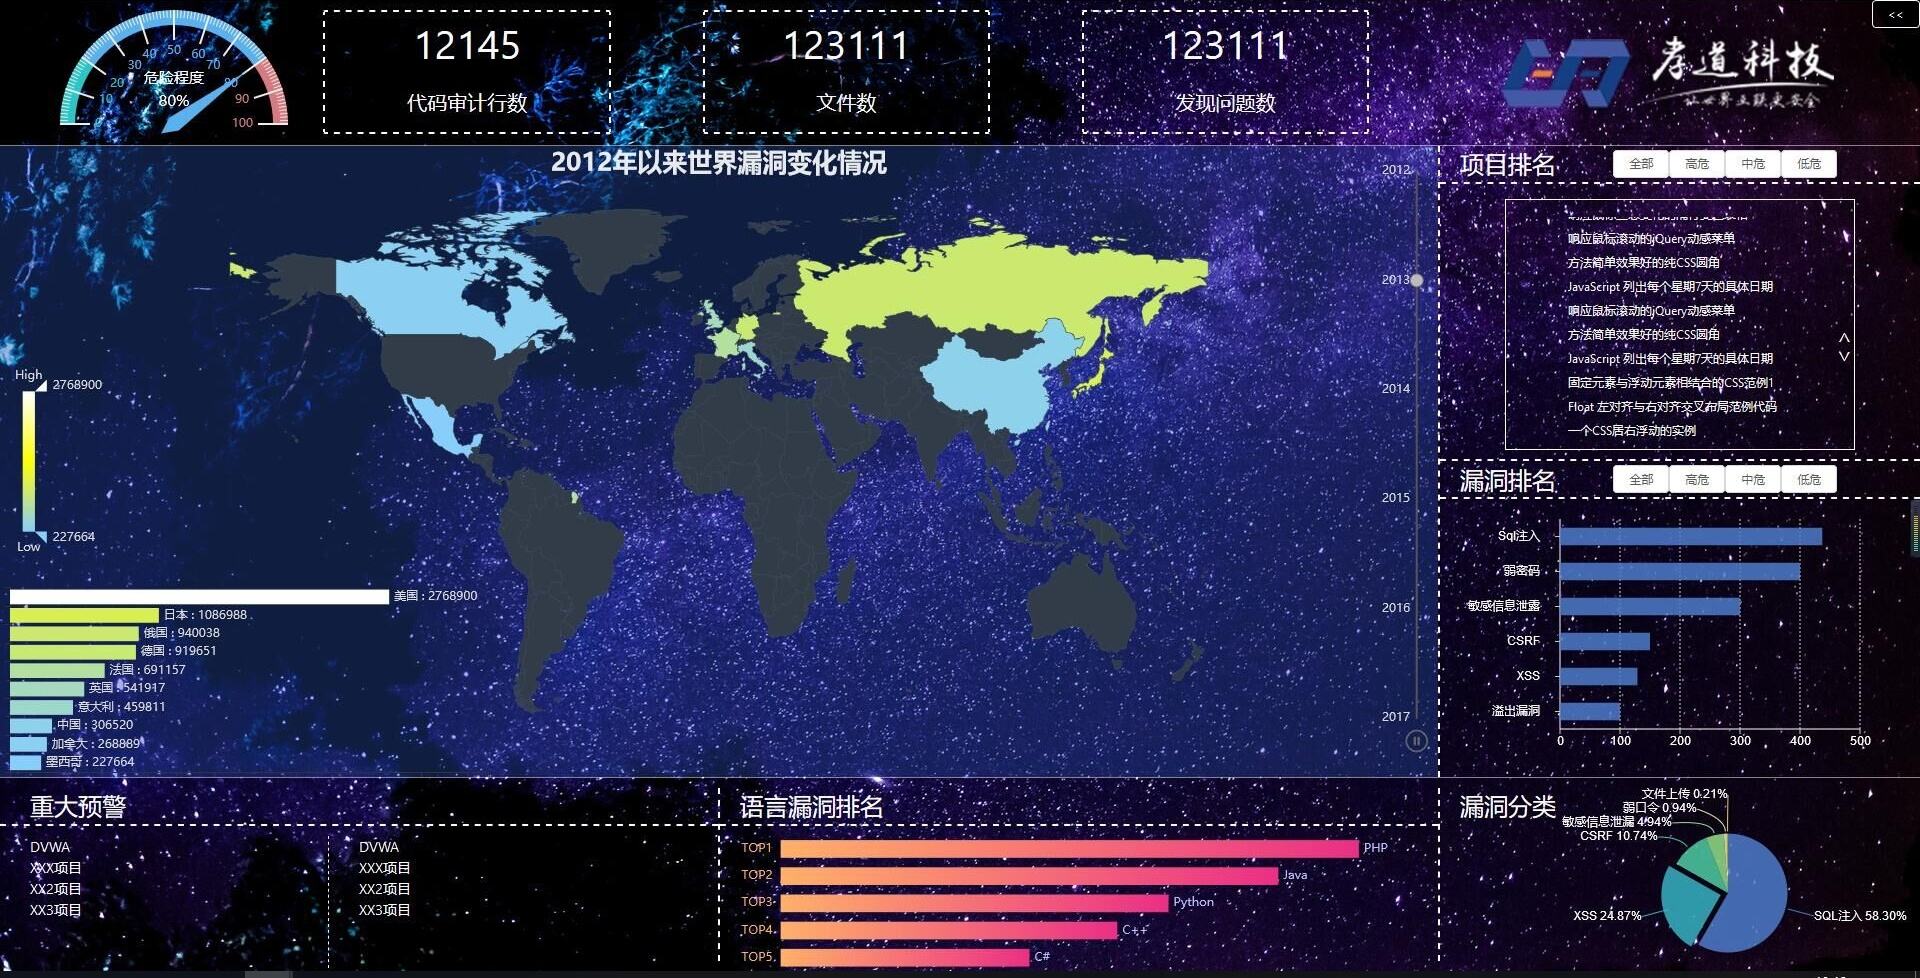 0
10
20
30
40
50
60
70
80
90
100
危险程度
80%
12145
代码审计行数
123111
文件数
123111
发现问题数
孝道科技
让世界互联更安全
<<
2012年以来世界漏洞变化情况
2012
2013
2014
2015
2016
2017
High
2768900
227664
Low
美国 : 2768900
日本 : 1086988
俄国 : 940038
德国 : 919651
法国 : 691157
英国 : 541917
意大利 : 459811
中国 : 306520
加拿大 : 268889
墨西哥 : 227664
项目排名
全部 高危 中危 低危
响应鼠标滚动的jQuery动感菜单
方法简单效果好的纯CSS圆角
JavaScript 列出每个星期7天的具体日期
响应鼠标滚动的jQuery动感菜单
方法简单效果好的纯CSS圆角
JavaScript 列出每个星期7天的具体日期
固定元素与浮动元素相结合的CSS范例1
Float 左对齐与右对齐交叉布局范例代码
一个CSS居右浮动的实例
漏洞排名
全部 高危 中危 低危
Sql注入
弱密码
敏感信息泄露
CSRF
XSS
溢出漏洞
0 100 200 300 400 500
重大预警
DVWA
XXX项目
XX2项目
XX3项目
DVWA
XXX项目
XX2项目
XX3项目
语言漏洞排名
TOP1 PHP
TOP2 Java
TOP3 Python
TOP4 C++
TOP5 C#
漏洞分类
文件上传 0.21%
弱口令 0.94%
敏感信息泄漏 4.94%
CSRF 10.74%
XSS 24.87%
SQL注入 58.30%